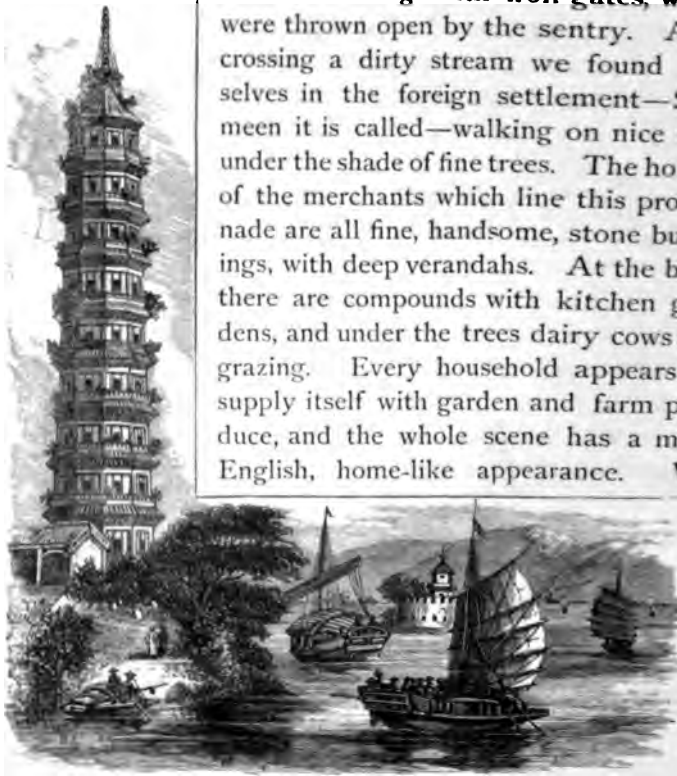 iron gates, w
were thrown open by the sentry. A
crossing a dirty stream we found
selves in the foreign settlement—S
meen it is called—walking on nice
under the shade of fine trees. The ho
of the merchants which line this pro
nade are all fine, handsome, stone bu
ings, with deep verandahs. At the b
there are compounds with kitchen g
dens, and under the trees dairy cows
grazing. Every household appears
supply itself with garden and farm p
duce, and the whole scene has a m
English, home-like appearance. W